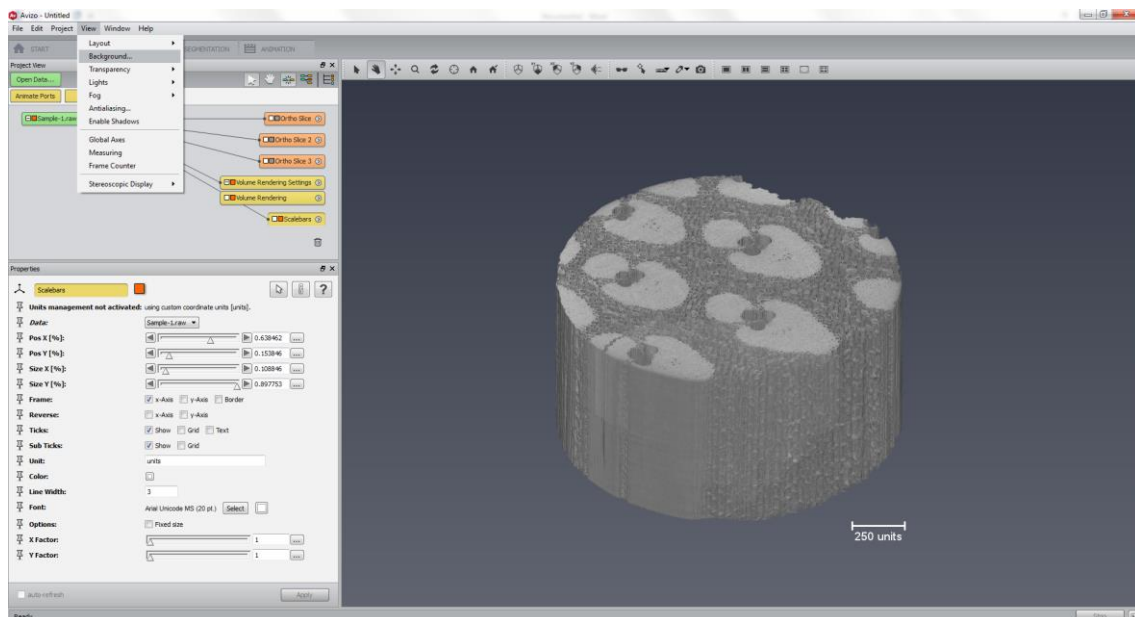 Avizo - Untitled
File Edit Project View Window Help
START SEGMENTATION ANIMATION
Layout
Background...
Transparency
Lights
Fog
Antialiasing...
Enable Shadows
Global Axes
Measuring
Frame Counter
Stereoscopic Display
Project View
Open Data...
Animate Ports
Sample-1.raw
Ortho Slice
Ortho Slice 2
Ortho Slice 3
Volume Rendering Settings
Volume Rendering
Scalebars
Properties
Scalebars
Units management not activated: using custom coordinate units [units].
Data: Sample-1.raw
Pos X [%]: 0.638462
Pos Y [%]: 0.153846
Size X [%]: 0.108846
Size Y [%]: 0.897753
Frame: x-Axis y-Axis Border
Reverse: x-Axis y-Axis
Ticks: Show Grid Text
Sub Ticks: Show Grid
Unit: units
Color:
Line Width: 3
Font: Arial Unicode MS (20 pt.) Select
Options: Fixed size
X Factor: 1
Y Factor: 1
auto-refresh Apply
Ready
250 units
Stop